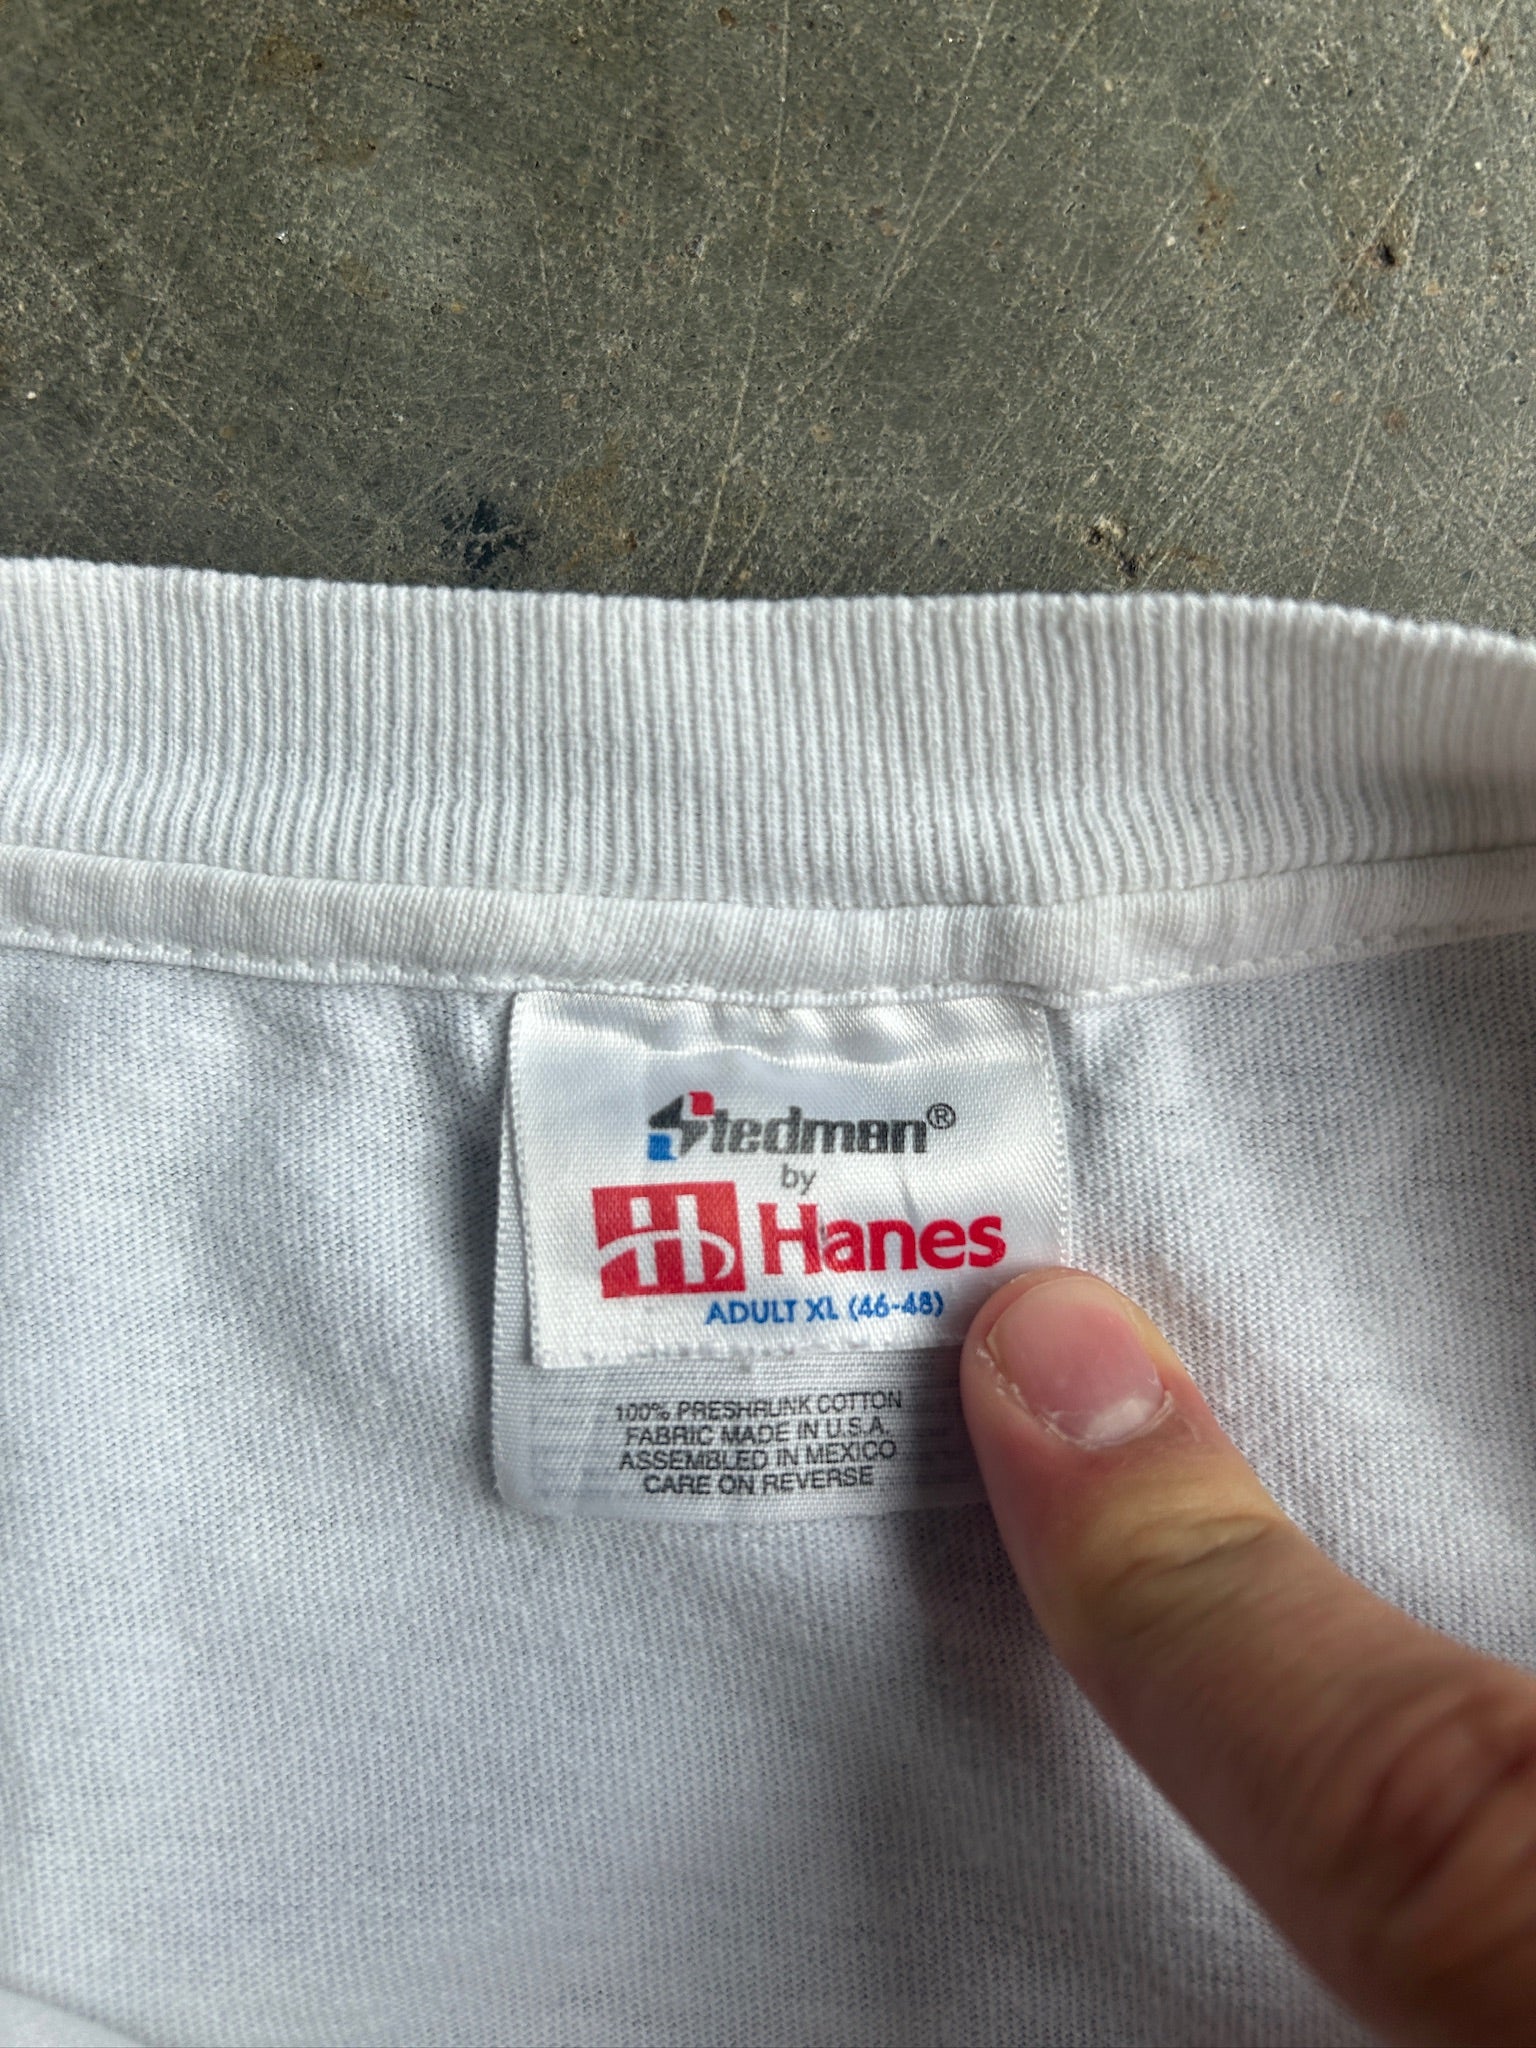 Stedman®
by
H Hanes
ADULT XL (46-48)
100% PRESHRUNK COTTON
FABRIC MADE IN U.S.A.
ASSEMBLED IN MEXICO
CARE ON REVERSE